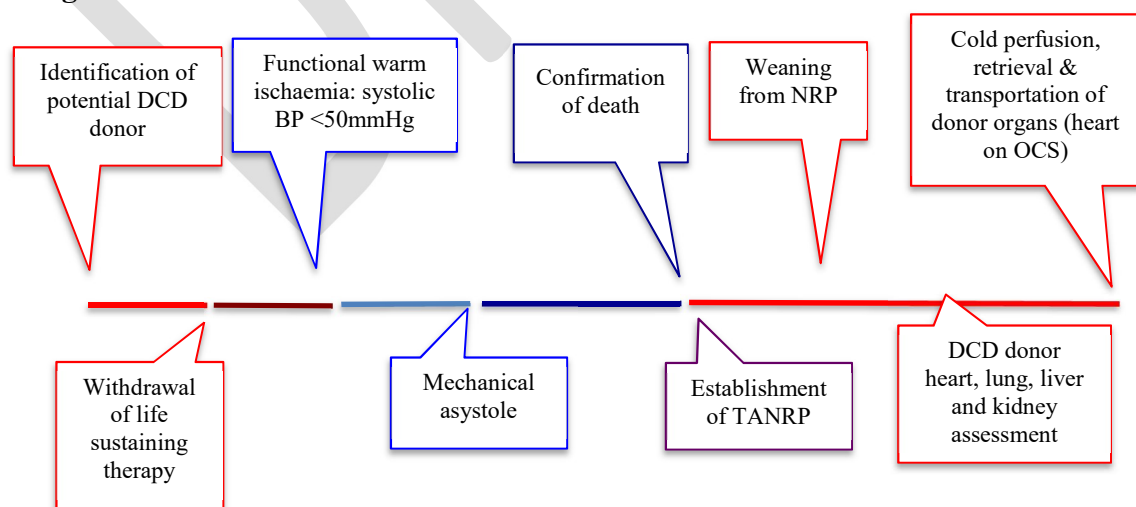 Identification of
potential DCD
donor
Functional warm
ischaemia: systolic
BP <50mmHg
Confirmation
of death
Weaning
from NRP
Cold perfusion,
retrieval &
transportation of
donor organs (heart
on OCS)
Withdrawal
of life
sustaining
therapy
Mechanical
asystole
Establishment
of TANRP
DCD donor
heart, lung, liver
and kidney
assessment